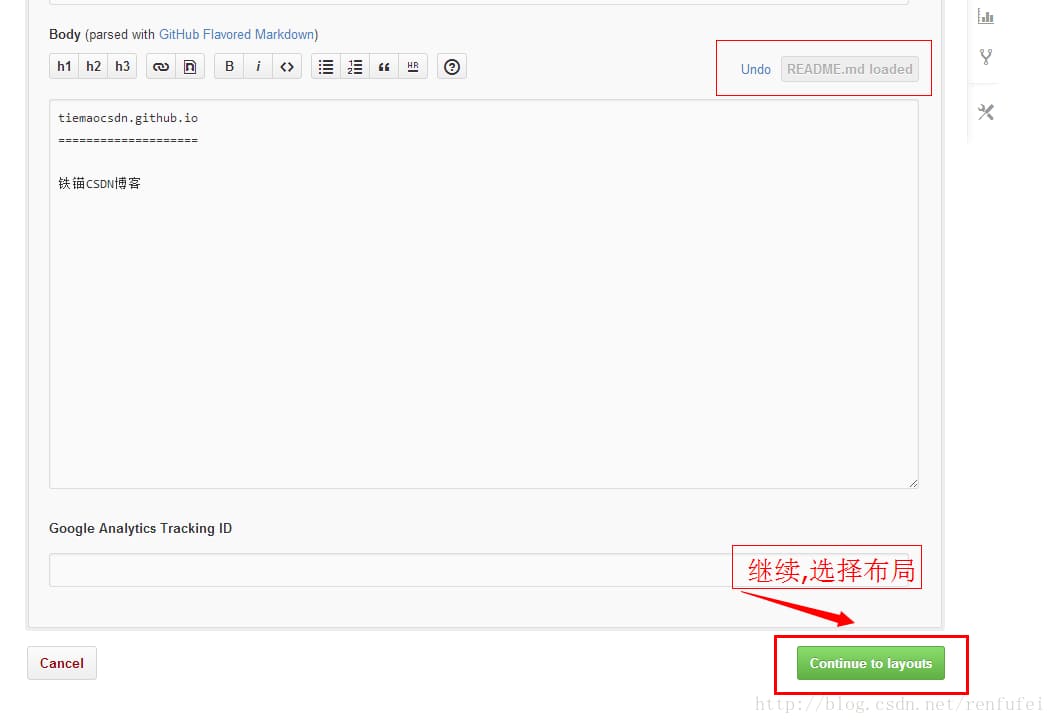 Body (parsed with GitHub Flavored Markdown)
h1 h2 h3 B i <> HR ?
Undo README.md loaded
tiemaocsdn.github.io
====================
铁锚CSDN博客
Google Analytics Tracking ID
继续,选择布局
Cancel
Continue to layouts
http://blog.csdn.net/renfufei